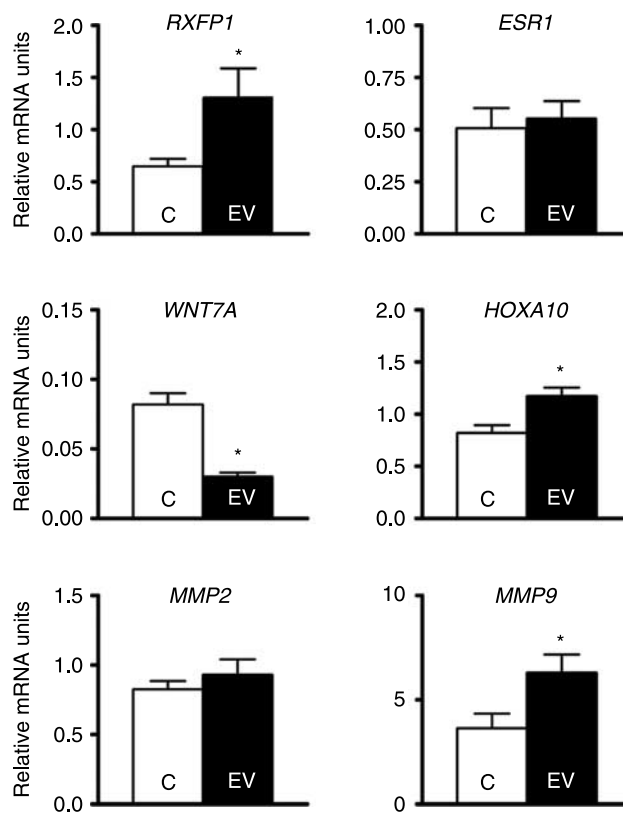 RXFP1
Relative mRNA units
2.0
1.5
1.0
0.5
0.0
*
C
EV
ESR1
1.00
0.75
0.50
0.25
0.00
C
EV
WNT7A
Relative mRNA units
0.15
0.10
0.05
0.00
*
C
EV
HOXA10
2.0
1.5
1.0
0.5
0.0
*
C
EV
MMP2
Relative mRNA units
1.5
1.0
0.5
0.0
C
EV
MMP9
10
5
0
*
C
EV